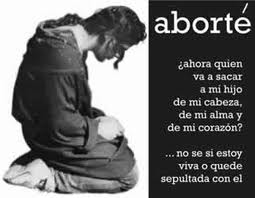 aborté
¿ahora quien
va a sacar
a mi hijo
de mi cabeza,
de mi alma y
de mi corazón?
... no se si estoy
viva o quede
sepultada con el